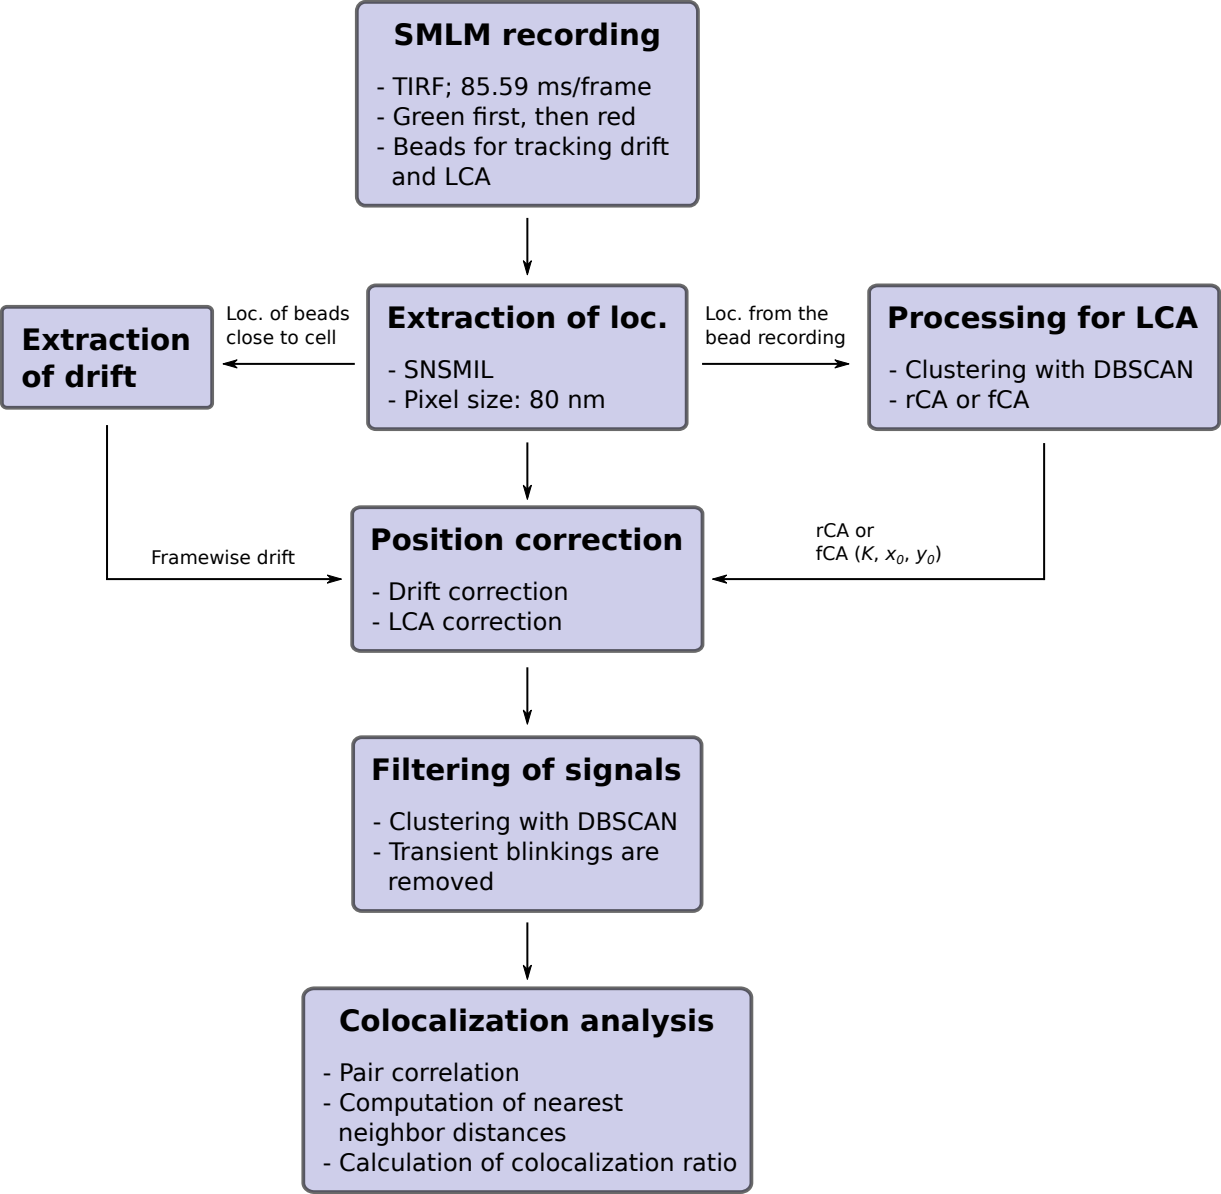 SMLM recording
- TIRF; 85.59 ms/frame
- Green first, then red
- Beads for tracking drift
and LCA
Extraction
of drift
Loc. of beads
close to cell
Extraction of loc.
- SNSMIL
- Pixel size: 80 nm
Loc. from the
bead recording
Processing for LCA
- Clustering with DBSCAN
- rCA or fCA
Framewise drift
Position correction
- Drift correction
- LCA correction
rCA or
fCA (K, x₀, y₀)
Filtering of signals
- Clustering with DBSCAN
- Transient blinkings are
removed
Colocalization analysis
- Pair correlation
- Computation of nearest
neighbor distances
- Calculation of colocalization ratio